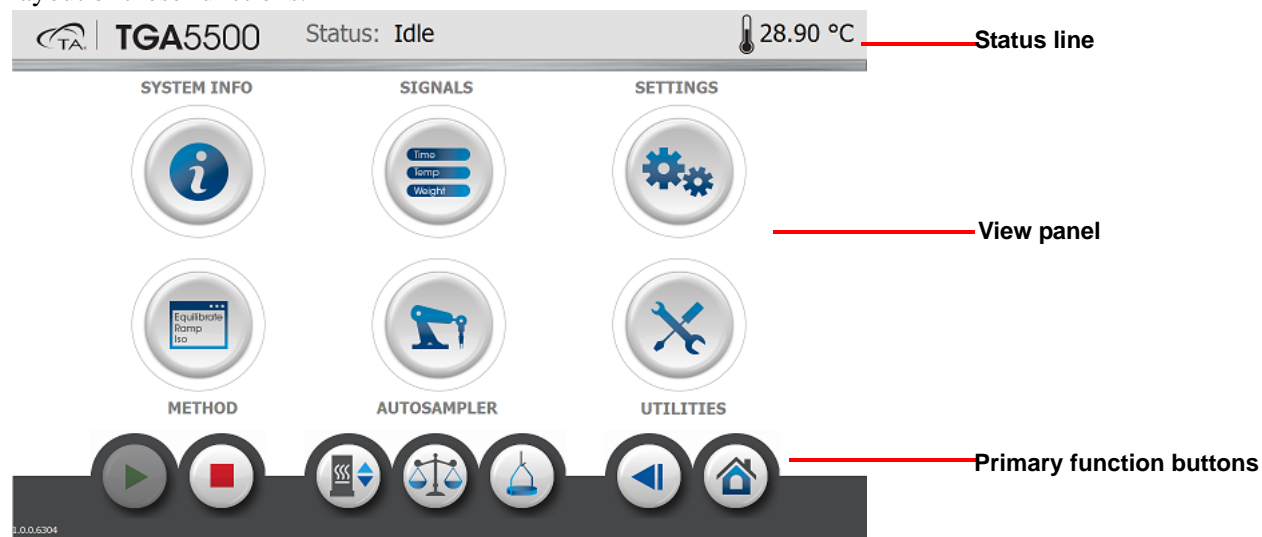 TA TGA5500 Status: Idle 28.90 °C Status line
SYSTEM INFO SIGNALS SETTINGS
Time
Temp
Weight
View panel
Equilibrate
Ramp
Iso
METHOD AUTOSAMPLER UTILITIES
Primary function buttons
1.0.0.6304